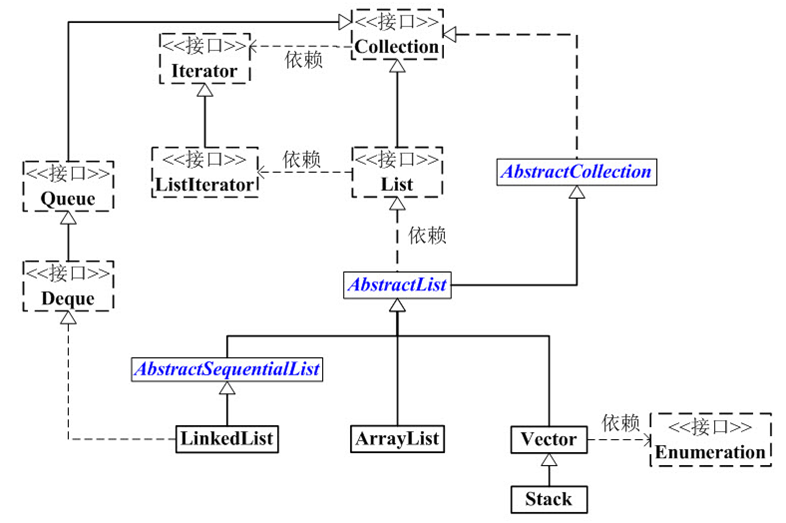 <<接口>>
Collection
<<接口>>
Iterator
依赖
<<接口>>
Queue
<<接口>>
ListIterator
依赖
<<接口>>
List
AbstractCollection
依赖
<<接口>>
Deque
AbstractList
AbstractSequentialList
LinkedList
ArrayList
Vector
依赖
<<接口>>
Enumeration
Stack